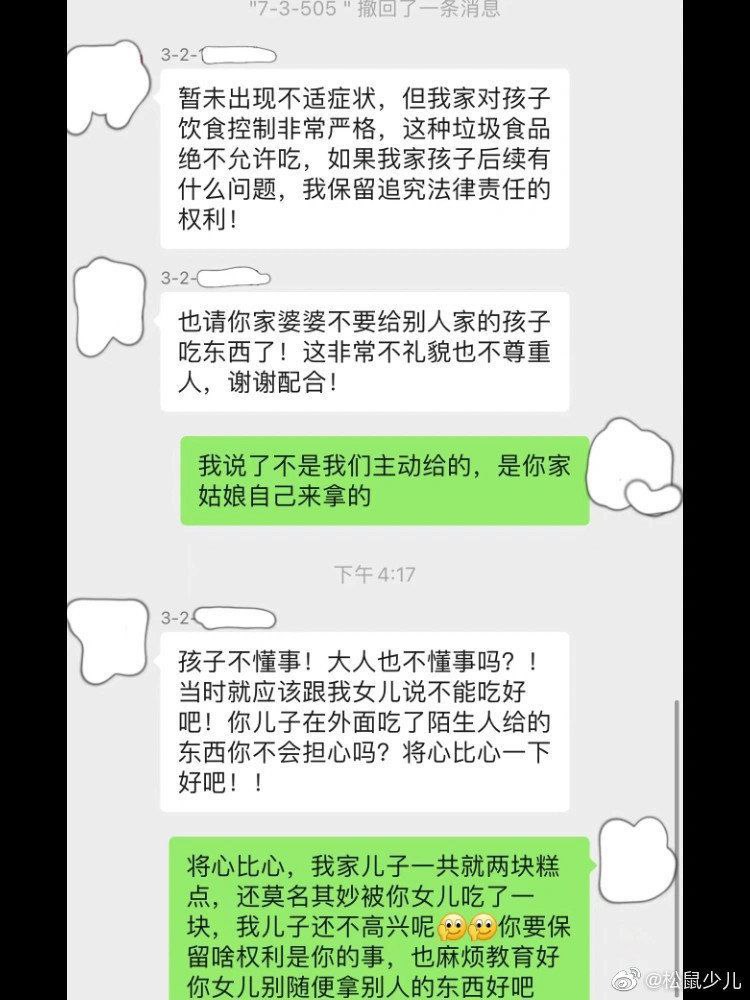 "7-3-505 " 撤回了一条消息
3-2-
暂未出现不适症状，但我家对孩子
饮食控制非常严格，这种垃圾食品
绝不允许吃，如果我家孩子后续有
什么问题，我保留追究法律责任的
权利！
3-2-
也请你家婆婆不要给别人家的孩子
吃东西了！这非常不礼貌也不尊重
人，谢谢配合！
我说了不是我们主动给的，是你家
姑娘自己来拿的
下午4:17
3-2-
孩子不懂事！大人也不懂事吗？！
当时就应该跟我女儿说不能吃好
吧！你儿子在外面吃了陌生人给的
东西你不会担心吗？将心比心一下
好吧！！
将心比心，我家儿子一共就两块糕
点，还莫名其妙被你女儿吃了一
块，我儿子还不高兴呢🫡🫡你要保
留啥权利是你的事，也麻烦教育好
你女儿别随便拿别人的东西好吧
@松鼠少儿